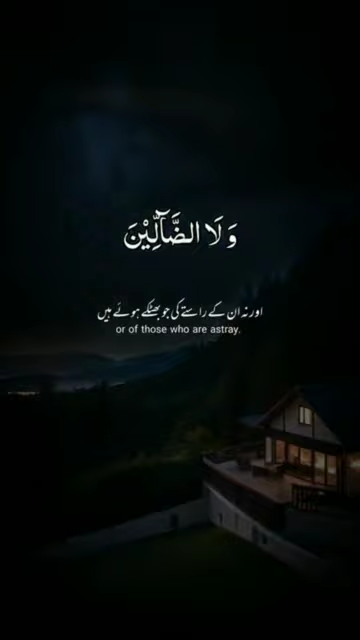 وَلَا الضَّآلِّيْنَ
اور نہ ان کے راستے کی جو بھٹکے ہوئے ہیں
or of those who are astray.